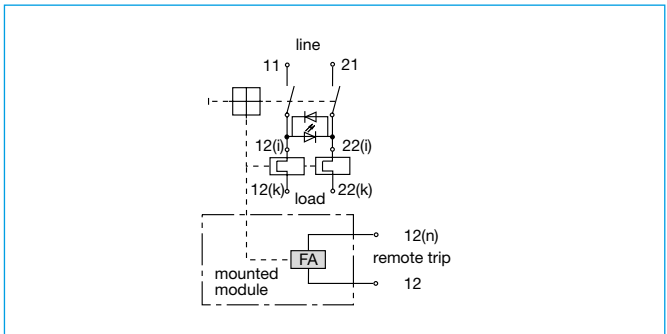 line
11 21
12(i) 22(i)
12(k) 22(k)
load
12(n)
FA remote trip
mounted
module
12